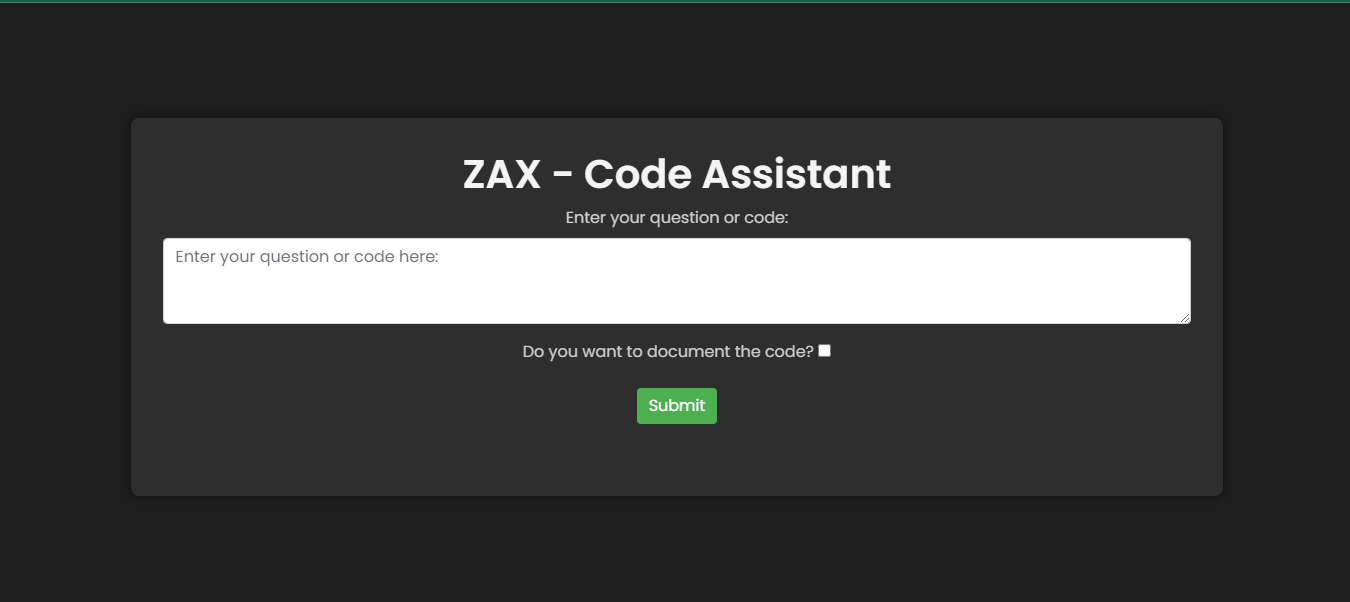 ZAX - Code Assistant
Enter your question or code:
Enter your question or code here:
Do you want to document the code?
Submit